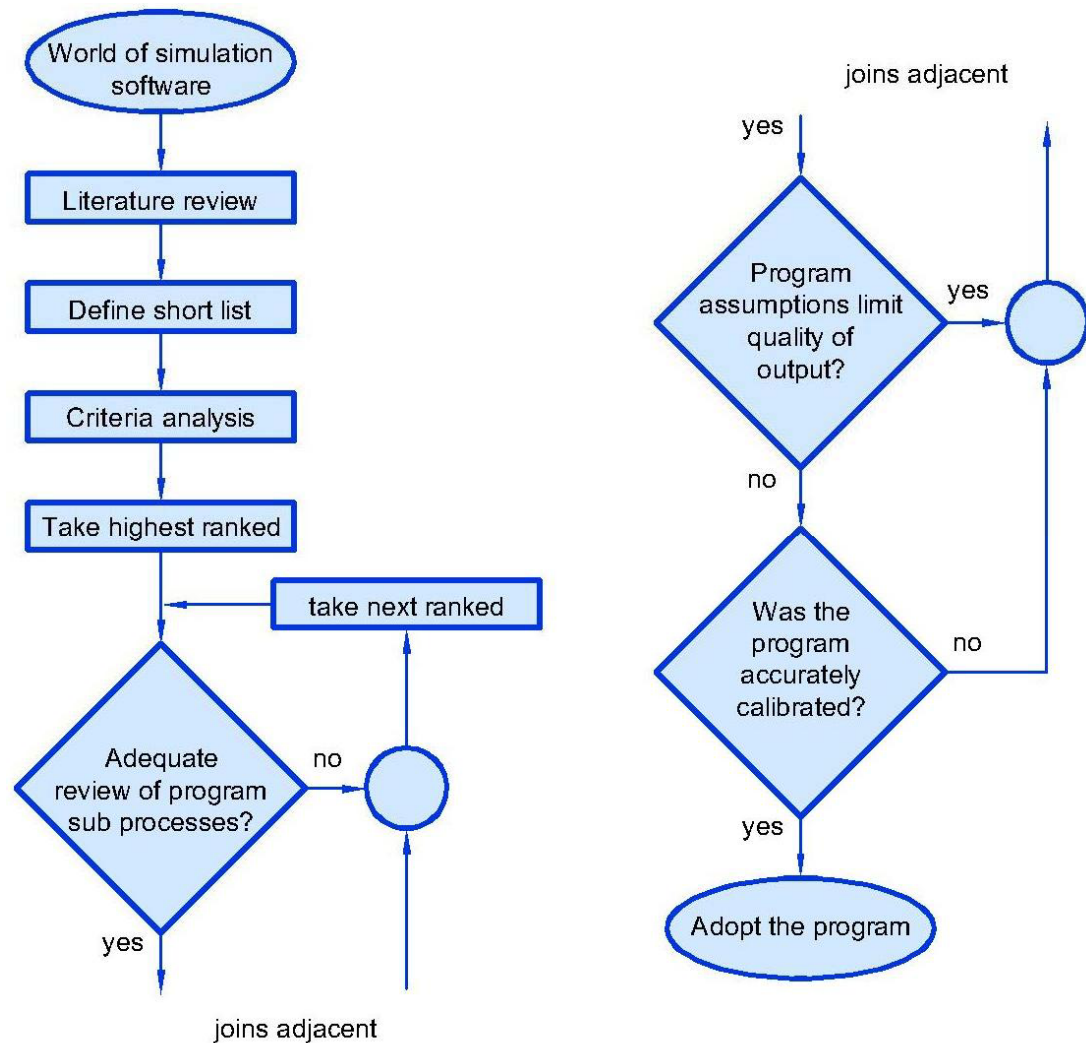 World of simulation
software
Literature review
Define short list
Criteria analysis
Take highest ranked
take next ranked
Adequate
review of program
sub processes?
no
yes
joins adjacent
joins adjacent
yes
Program
assumptions limit
quality of
output?
yes
no
Was the
program
accurately
calibrated?
no
yes
Adopt the program